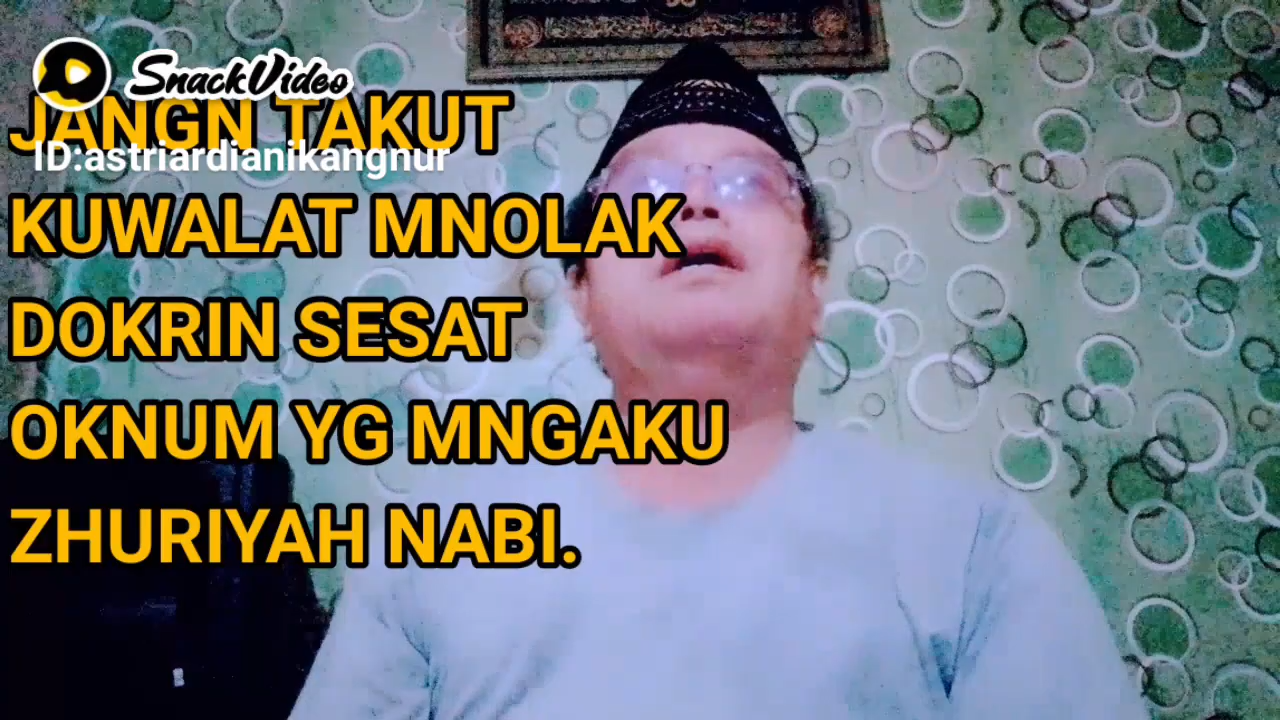 SnackVideo
JANGN TAKUT
ID:astriardianikangnur
KUWALAT MNOLAK
DOKRIN SESAT
OKNUM YG MNGAKU
ZHURIYAH NABI.